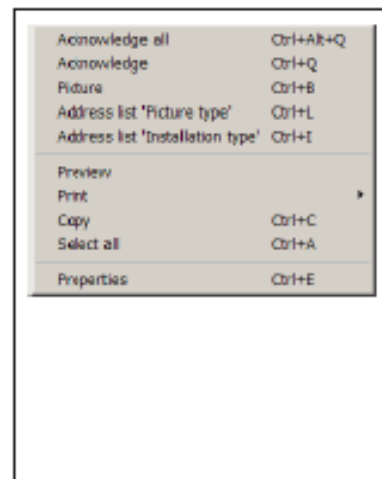 Acknowledge all Ctrl+Alt+Q
Acknowledge Ctrl+Q
Picture Ctrl+B
Address list 'Picture type' Ctrl+L
Address list 'Installation type' Ctrl+I
Preview
Print
Copy Ctrl+C
Select all Ctrl+A
Properties Ctrl+E